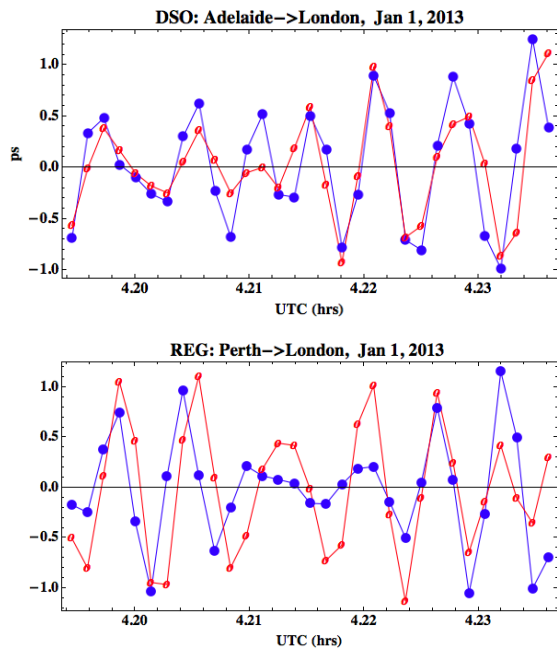 DSO: Adelaide->London, Jan 1, 2013
1.0
0.5
0.0
-0.5
-1.0
ps
4.20 4.21 4.22 4.23
UTC (hrs)
REG: Perth->London, Jan 1, 2013
1.0
0.5
0.0
-0.5
-1.0
4.20 4.21 4.22 4.23
UTC (hrs)